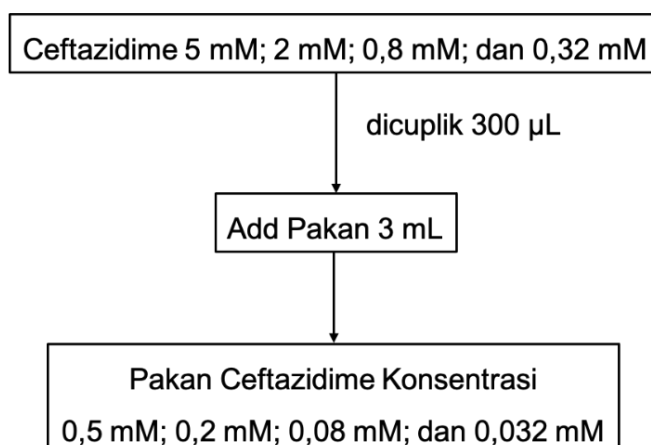 Ceftazidime 5 mM; 2 mM; 0,8 mM; dan 0,32 mM
dicuplik 300 µL
Add Pakan 3 mL
Pakan Ceftazidime Konsentrasi
0,5 mM; 0,2 mM; 0,08 mM; dan 0,032 mM